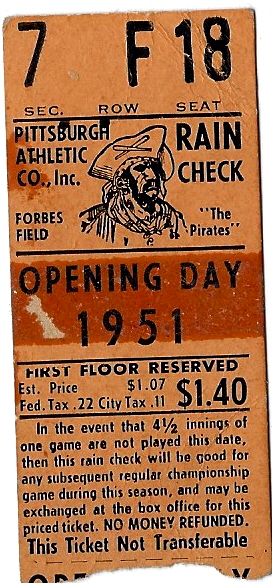 7 F 18
SEC. ROW SEAT
PITTSBURGH
ATHLETIC
CO., Inc.
RAIN
CHECK
FORBES
FIELD
"The
Pirates"
OPENING DAY
1951
FIRST FLOOR RESERVED
Est. Price $1.07
Fed. Tax .22 City Tax .11 $1.40
In the event that 4½ innings of
one game are not played this date,
then this rain check will be good for
any subsequent regular championship
game during this season, and may be
exchanged at the box office for this
priced ticket. NO MONEY REFUNDED.
This Ticket Not Transferable